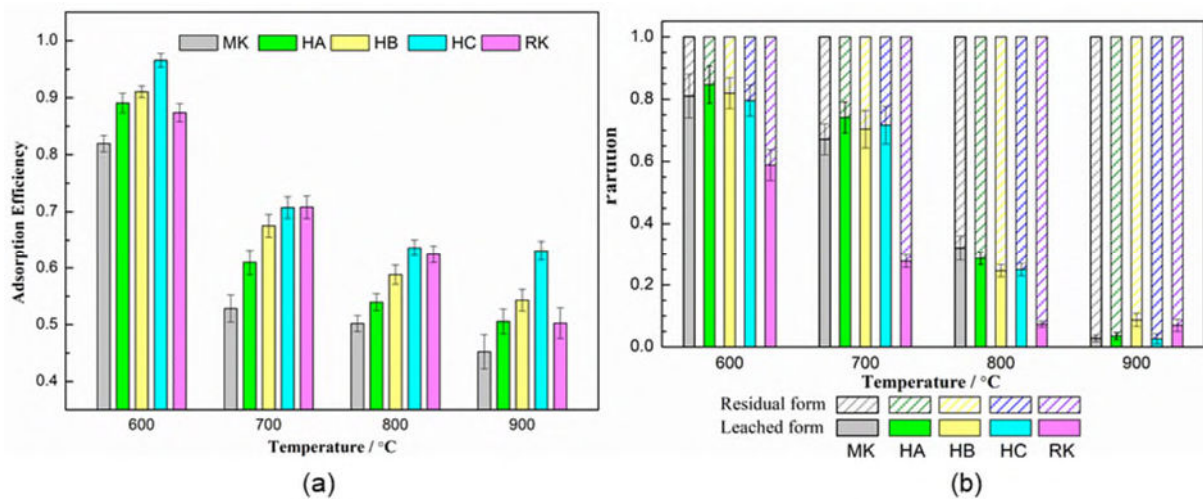 MK HA HB HC RK
1.0
0.9
0.8
0.7
0.6
0.5
0.4
Adsorption Efficiency
600 700 800 900
Temperature / °C
(a)
1.0
0.8
0.6
0.4
0.2
0.0
600 700 800 900
Temperature / °C
Residual form
Leached form
MK HA HB HC RK
(b)